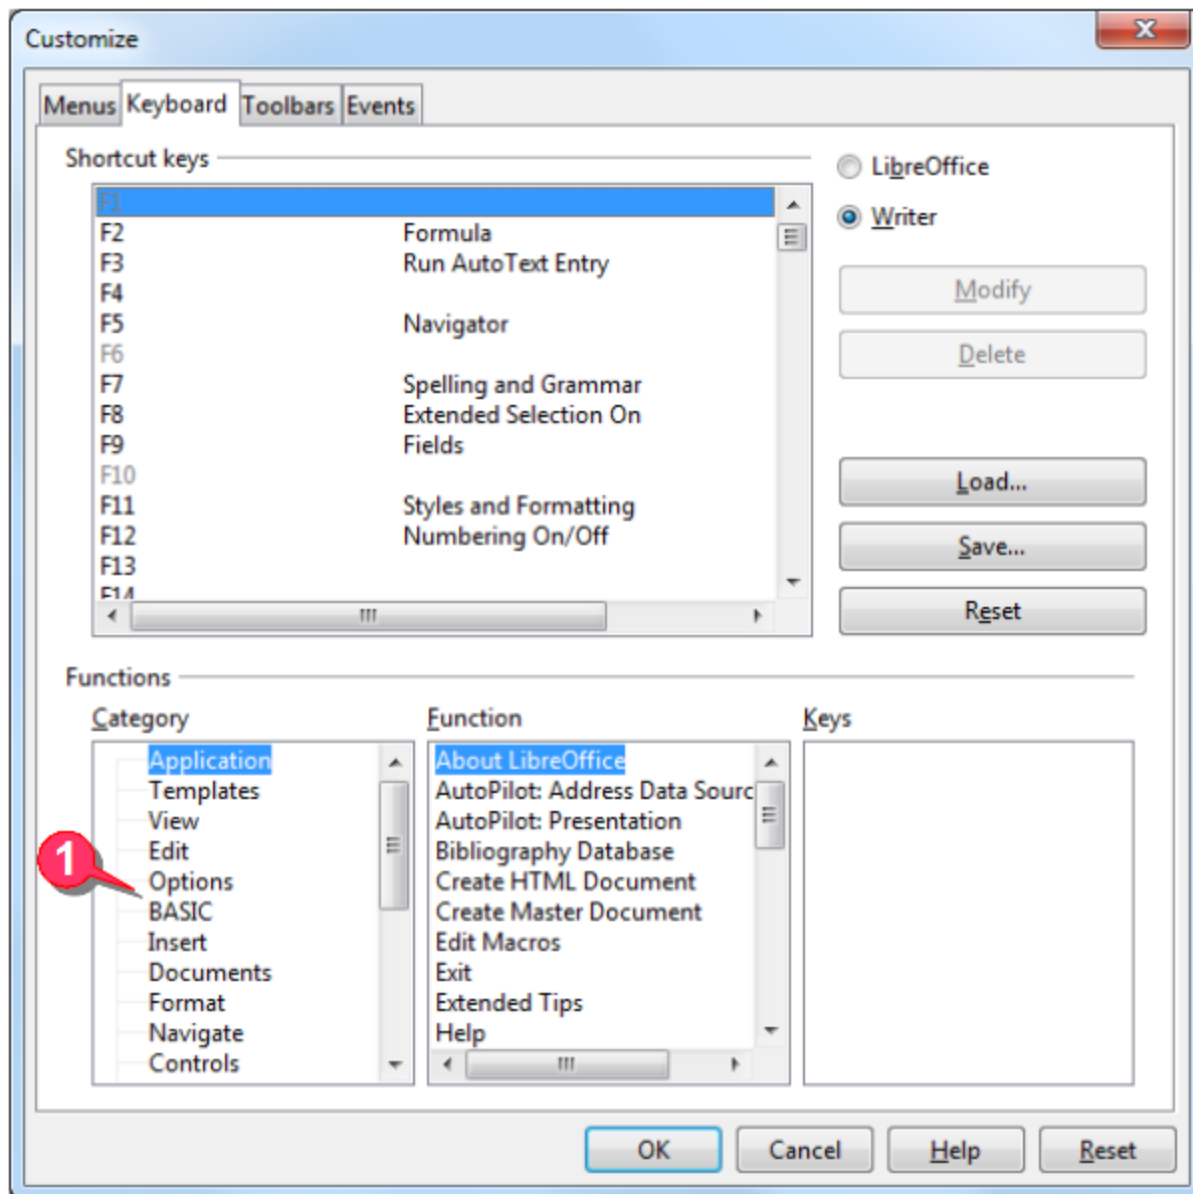 Customize
Menus Keyboard Toolbars Events
Shortcut keys
LibreOffice
Writer
F1
F2 Formula
F3 Run AutoText Entry
F4
F5 Navigator
F6
F7 Spelling and Grammar
F8 Extended Selection On
F9 Fields
F10
F11 Styles and Formatting
F12 Numbering On/Off
F13
F14
Modify
Delete
Load...
Save...
Reset
Functions
Category
Application
Templates
View
Edit
Options
BASIC
Insert
Documents
Format
Navigate
Controls
1
Function
About LibreOffice
AutoPilot: Address Data Sourc
AutoPilot: Presentation
Bibliography Database
Create HTML Document
Create Master Document
Edit Macros
Exit
Extended Tips
Help
Keys
OK Cancel Help Reset